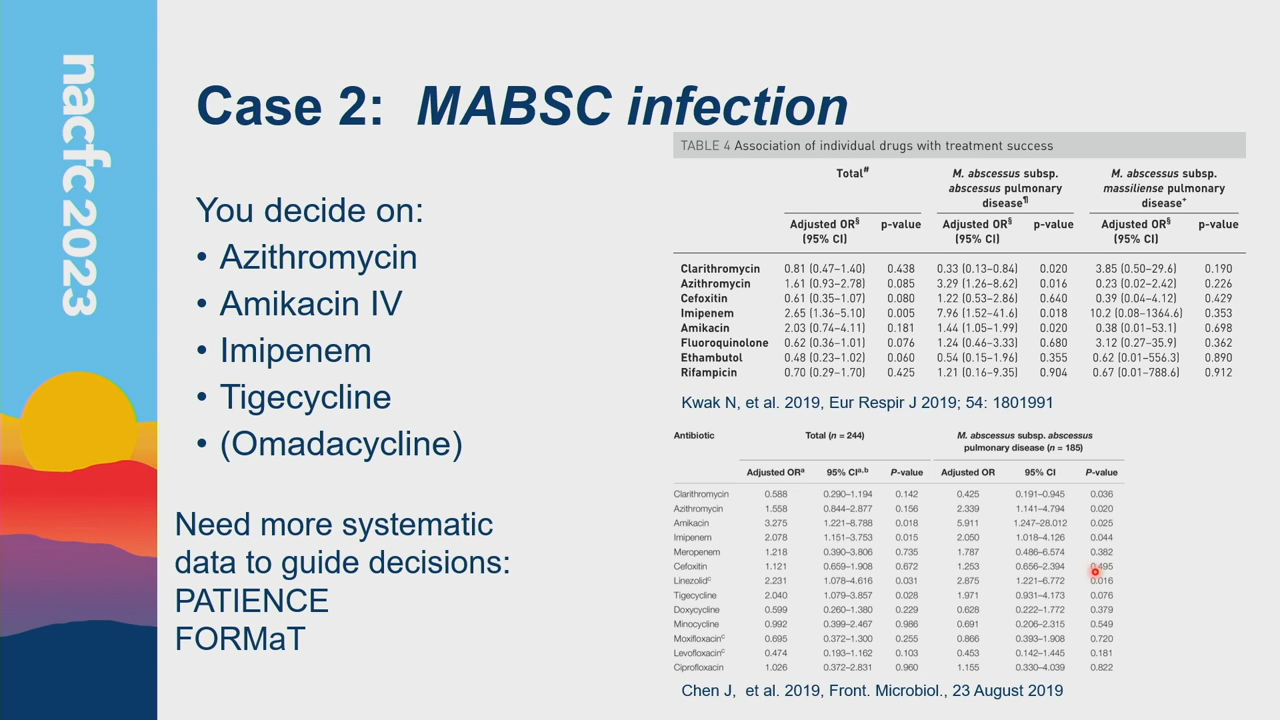 nacfc 2023
Case 2: MABSC infection
You decide on:
• Azithromycin
• Amikacin IV
• Imipenem
• Tigecycline
• (Omadacycline)
Need more systematic
data to guide decisions:
PATIENCE
FORMaT
TABLE 4 Association of individual drugs with treatment success
Total# M. abscessus subsp. abscessus pulmonary disease¶ M. abscessus subsp. massiliense pulmonary disease+
Adjusted OR§ (95% CI) p-value Adjusted OR§ (95% CI) p-value Adjusted OR§ (95% CI) p-value
Clarithromycin 0.81 (0.47–1.40) 0.438 0.33 (0.13–0.84) 0.020 3.85 (0.50–29.6) 0.190
Azithromycin 1.61 (0.93–2.78) 0.085 3.29 (1.26–8.62) 0.016 0.23 (0.02–2.42) 0.226
Cefoxitin 0.61 (0.35–1.07) 0.080 1.22 (0.53–2.86) 0.640 0.39 (0.04–4.12) 0.429
Imipenem 2.65 (1.36–5.10) 0.005 7.96 (1.52–41.6) 0.018 10.2 (0.08–1364.6) 0.353
Amikacin 2.03 (0.74–4.11) 0.181 1.44 (1.05–1.99) 0.020 0.38 (0.01–53.1) 0.698
Fluoroquinolone 0.62 (0.36–1.01) 0.076 1.24 (0.46–3.33) 0.680 3.12 (0.27–35.9) 0.362
Ethambutol 0.48 (0.23–1.02) 0.060 0.54 (0.15–1.96) 0.355 0.62 (0.01–556.3) 0.890
Rifampicin 0.70 (0.29–1.70) 0.425 1.21 (0.16–9.35) 0.904 0.67 (0.01–788.6) 0.912
Kwak N, et al. 2019, Eur Respir J 2019; 54: 1801991
Antibiotic Total (n = 244) M. abscessus subsp. abscessus pulmonary disease (n = 185)
Adjusted ORa 95% CIa,b P-value Adjusted OR 95% CI P-value
Clarithromycin 0.588 0.290–1.194 0.142 0.425 0.191–0.945 0.036
Azithromycin 1.558 0.844–2.877 0.156 2.339 1.141–4.794 0.020
Amikacin 3.275 1.221–8.788 0.018 5.911 1.247–28.012 0.025
Imipenem 2.078 1.151–3.753 0.015 2.050 1.018–4.126 0.044
Meropenem 1.218 0.390–3.806 0.735 1.787 0.486–6.574 0.382
Cefoxitin 1.121 0.659–1.908 0.672 1.253 0.656–2.394 0.495
Linezolidc 2.231 1.078–4.616 0.031 2.875 1.221–6.772 0.016
Tigecycline 2.040 1.079–3.857 0.028 1.971 0.931–4.173 0.076
Doxycycline 0.599 0.260–1.380 0.229 0.628 0.222–1.772 0.379
Minocycline 0.992 0.399–2.467 0.986 0.691 0.206–2.315 0.549
Moxifloxacinc 0.695 0.372–1.300 0.255 0.866 0.393–1.908 0.720
Levofloxacinc 0.474 0.193–1.162 0.103 0.453 0.142–1.445 0.181
Ciprofloxacin 1.026 0.372–2.831 0.960 1.155 0.330–4.039 0.822
Chen J, et al. 2019, Front. Microbiol., 23 August 2019